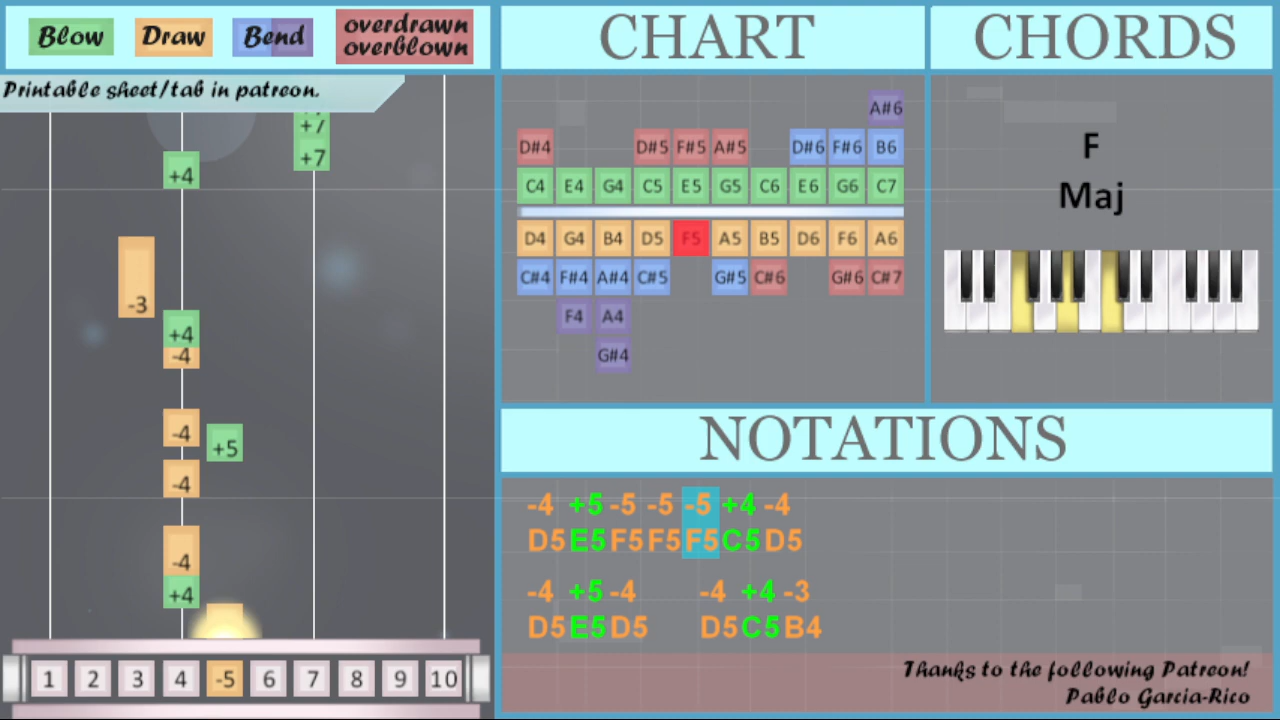 Blow Draw Bend overdrawn
overblown
Printable sheet/tab in patreon.
+7
+7
+4
-3
+4
-4
-4
+5
-4
-4
+4
1 2 3 4 -5 6 7 8 9 10
CHART
A#6
D#4 D#5 F#5 A#5 D#6 F#6 B6
C4 E4 G4 C5 E5 G5 C6 E6 G6 C7
D4 G4 B4 D5 F5 A5 B5 D6 F6 A6
C#4 F#4 A#4 C#5 G#5 C#6 G#6 C#7
F4 A4
G#4
CHORDS
F
Maj
NOTATIONS
-4 +5 -5 -5 -5 +4 -4
D5 E5 F5 F5 F5 C5 D5
-4 +5 -4 -4 +4 -3
D5 E5 D5 D5 C5 B4
Thanks to the following Patreon!
Pablo Garcia-Rico